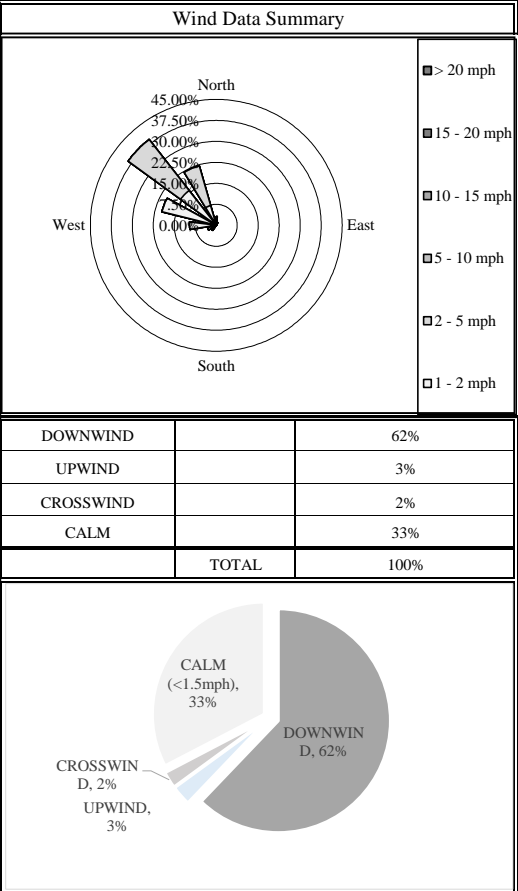 Wind Data Summary
North
45.00%
37.50%
30.00%
22.50%
15.00%
7.50%
0.00%
West
East
South
> 20 mph
15 - 20 mph
10 - 15 mph
5 - 10 mph
2 - 5 mph
1 - 2 mph
DOWNWIND 62%
UPWIND 3%
CROSSWIND 2%
CALM 33%
TOTAL 100%
CALM
(<1.5mph),
33%
DOWNWIN
D, 62%
CROSSWIN
D, 2%
UPWIND,
3%